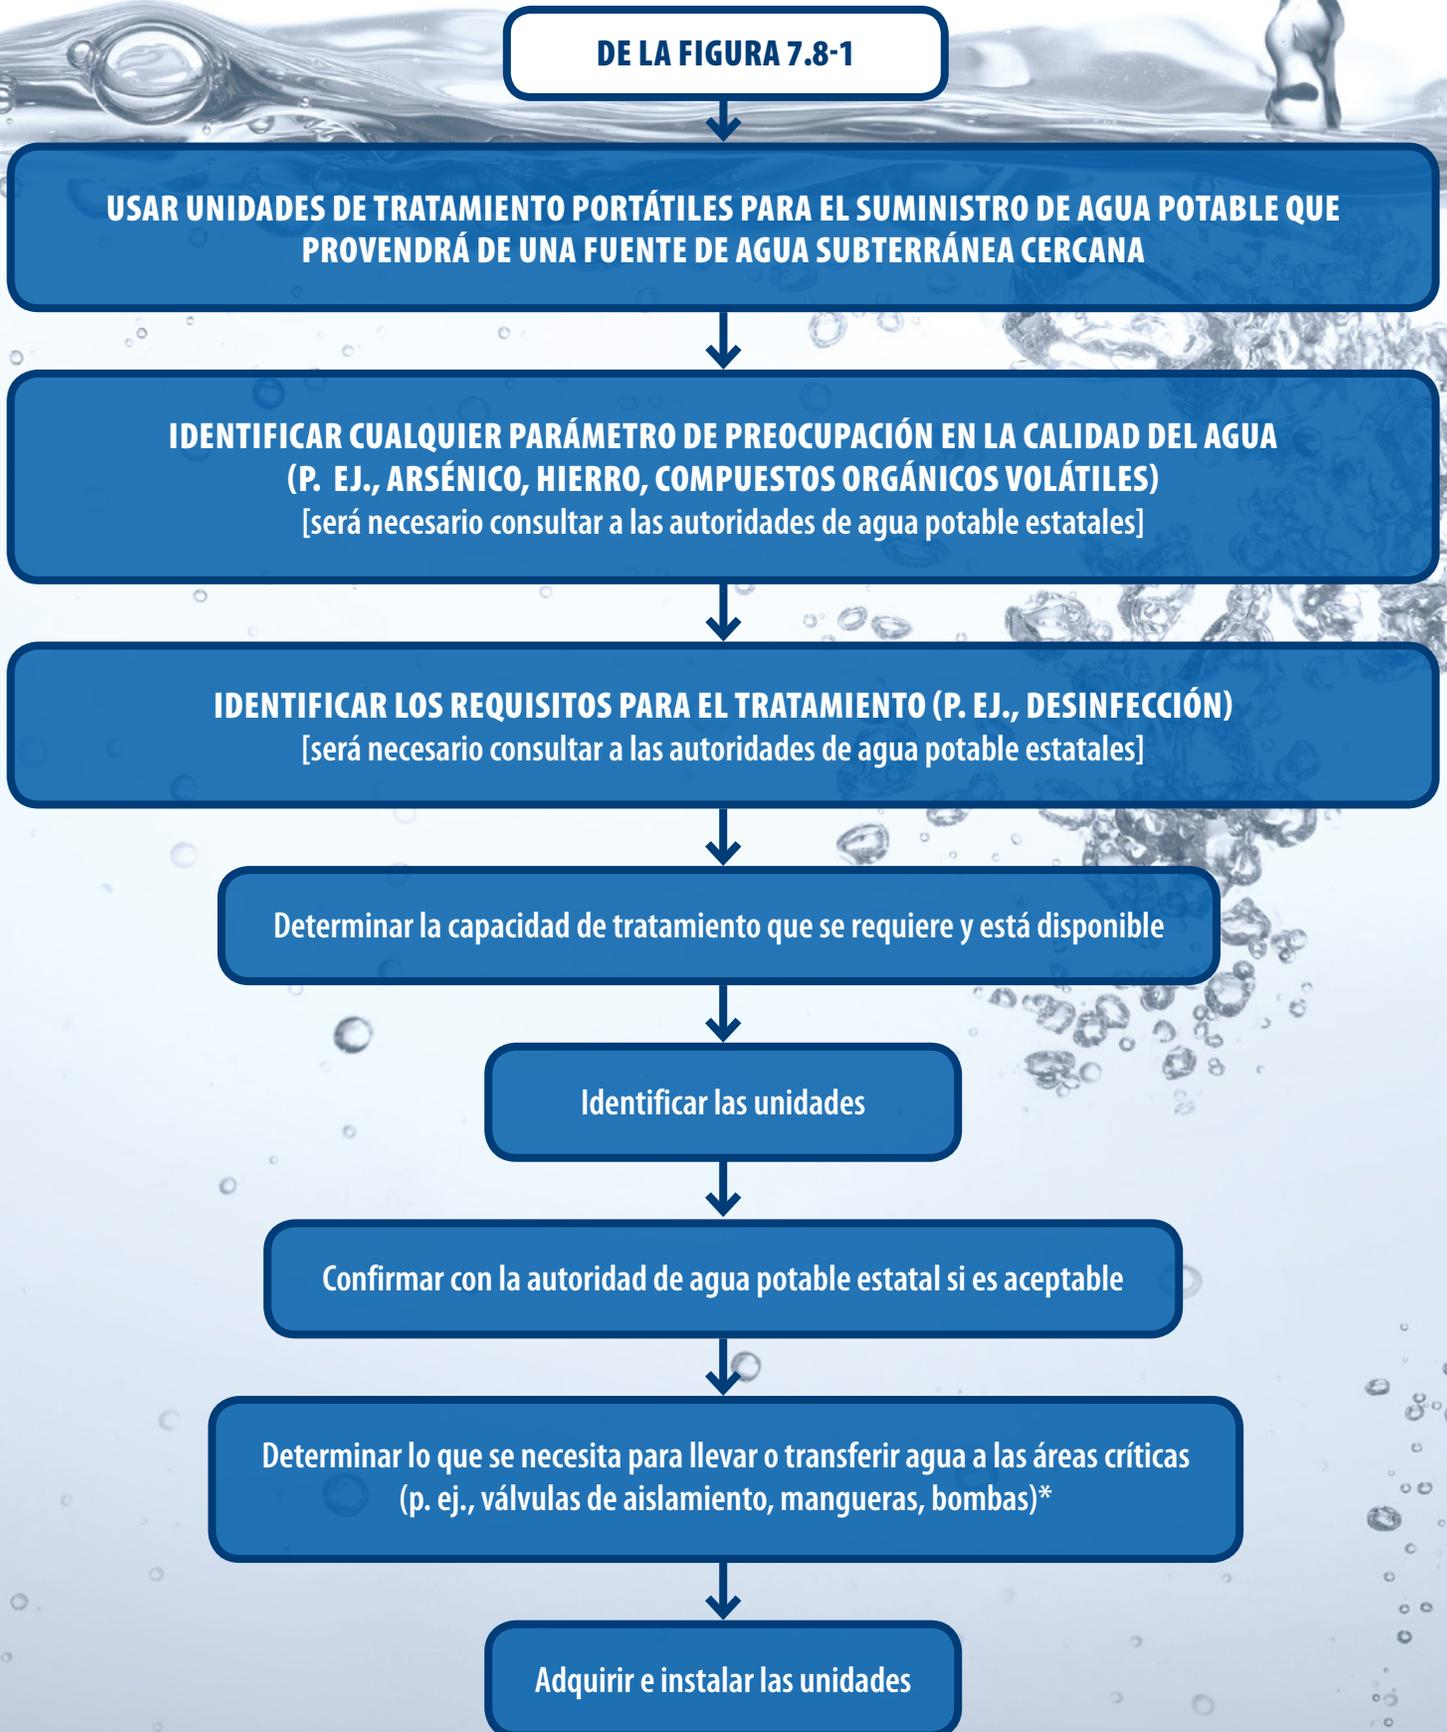 DE LA FIGURA 7.8-1
USAR UNIDADES DE TRATAMIENTO PORTÁTILES PARA EL SUMINISTRO DE AGUA POTABLE QUE
PROVENDRÁ DE UNA FUENTE DE AGUA SUBTERRÁNEA CERCANA
IDENTIFICAR CUALQUIER PARÁMETRO DE PREOCUPACIÓN EN LA CALIDAD DEL AGUA
(P. EJ., ARSÉNICO, HIERRO, COMPUESTOS ORGÁNICOS VOLÁTILES)
[será necesario consultar a las autoridades de agua potable estatales]
IDENTIFICAR LOS REQUISITOS PARA EL TRATAMIENTO (P. EJ., DESINFECCIÓN)
[será necesario consultar a las autoridades de agua potable estatales]
Determinar la capacidad de tratamiento que se requiere y está disponible
Identificar las unidades
Confirmar con la autoridad de agua potable estatal si es aceptable
Determinar lo que se necesita para llevar o transferir agua a las áreas críticas
(p. ej., válvulas de aislamiento, mangueras, bombas)*
Adquirir e instalar las unidades